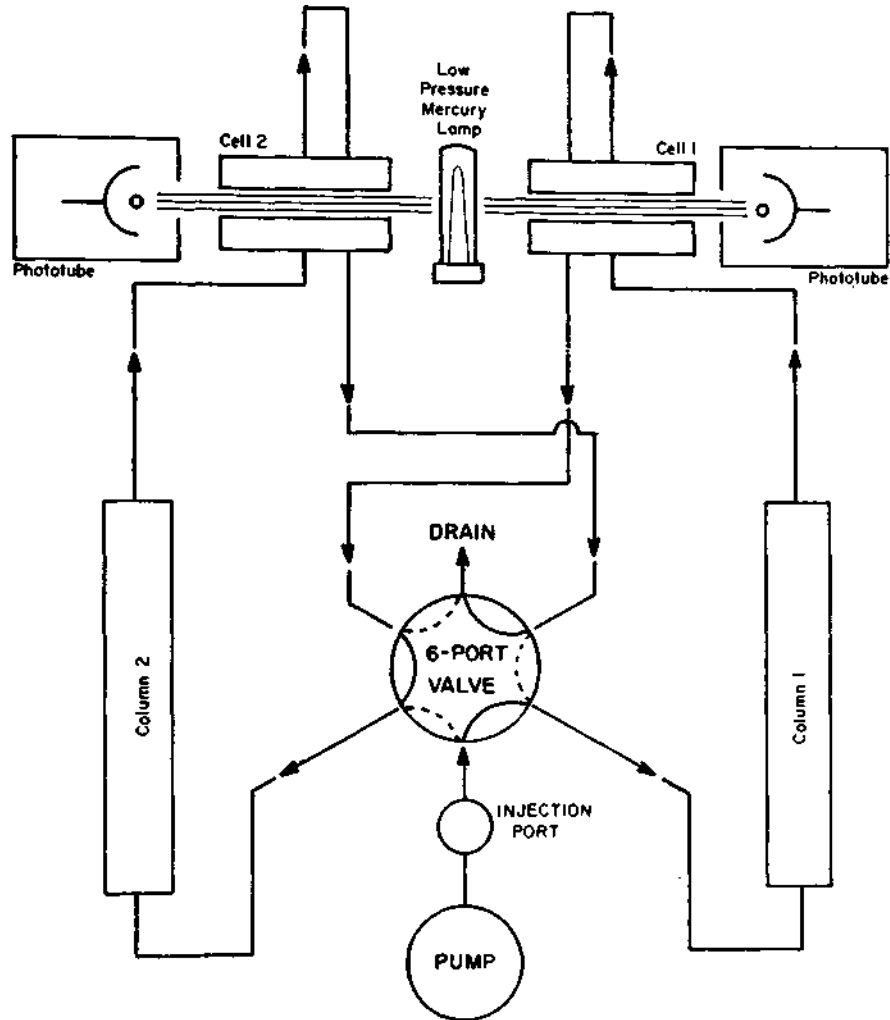 Low
Pressure
Mercury
Lamp
Cell 2
Cell 1
Phototube
Phototube
DRAIN
6-PORT
VALVE
Column 2
Column 1
INJECTION
PORT
PUMP